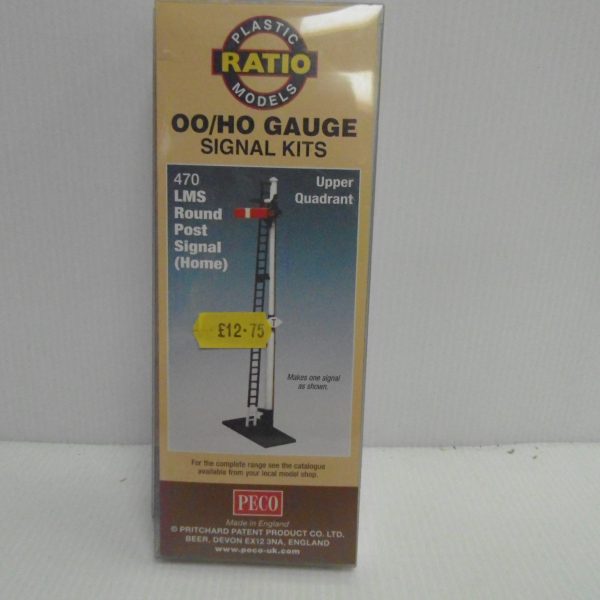 PLASTIC
RATIO
MODELS
OO/HO GAUGE
SIGNAL KITS
470
LMS
Round
Post
Signal
(Home)
Upper
Quadrant
£12·75
T
Makes one signal
as shown.
For the complete range see the catalogue
available from your local model shop.
PECO
Made in England
© PRITCHARD PATENT PRODUCT CO. LTD.
BEER, DEVON EX12 3NA, ENGLAND
www.peco-uk.com